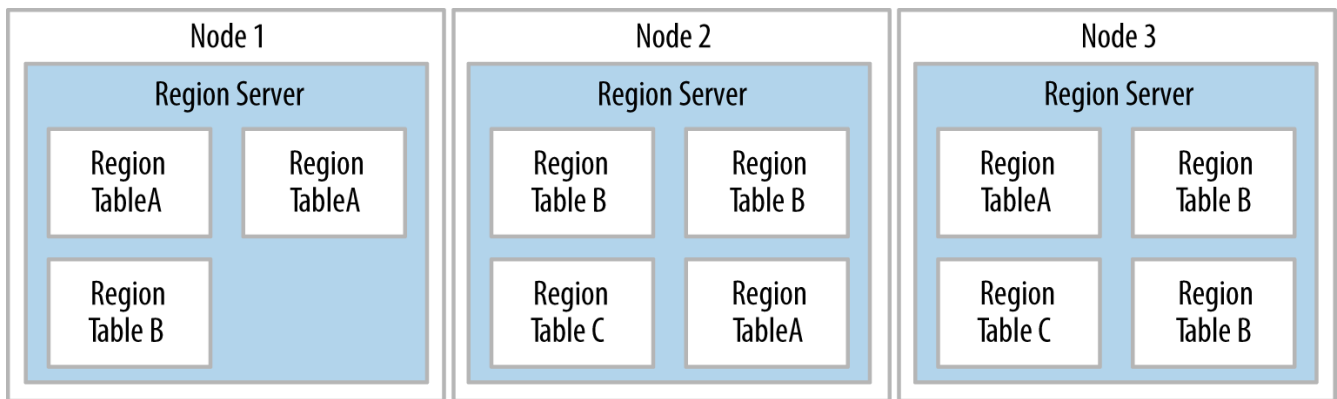 Node 1
Region Server
Region
TableA
Region
TableA
Region
Table B
Node 2
Region Server
Region
Table B
Region
Table B
Region
Table C
Region
TableA
Node 3
Region Server
Region
TableA
Region
Table B
Region
Table C
Region
Table B